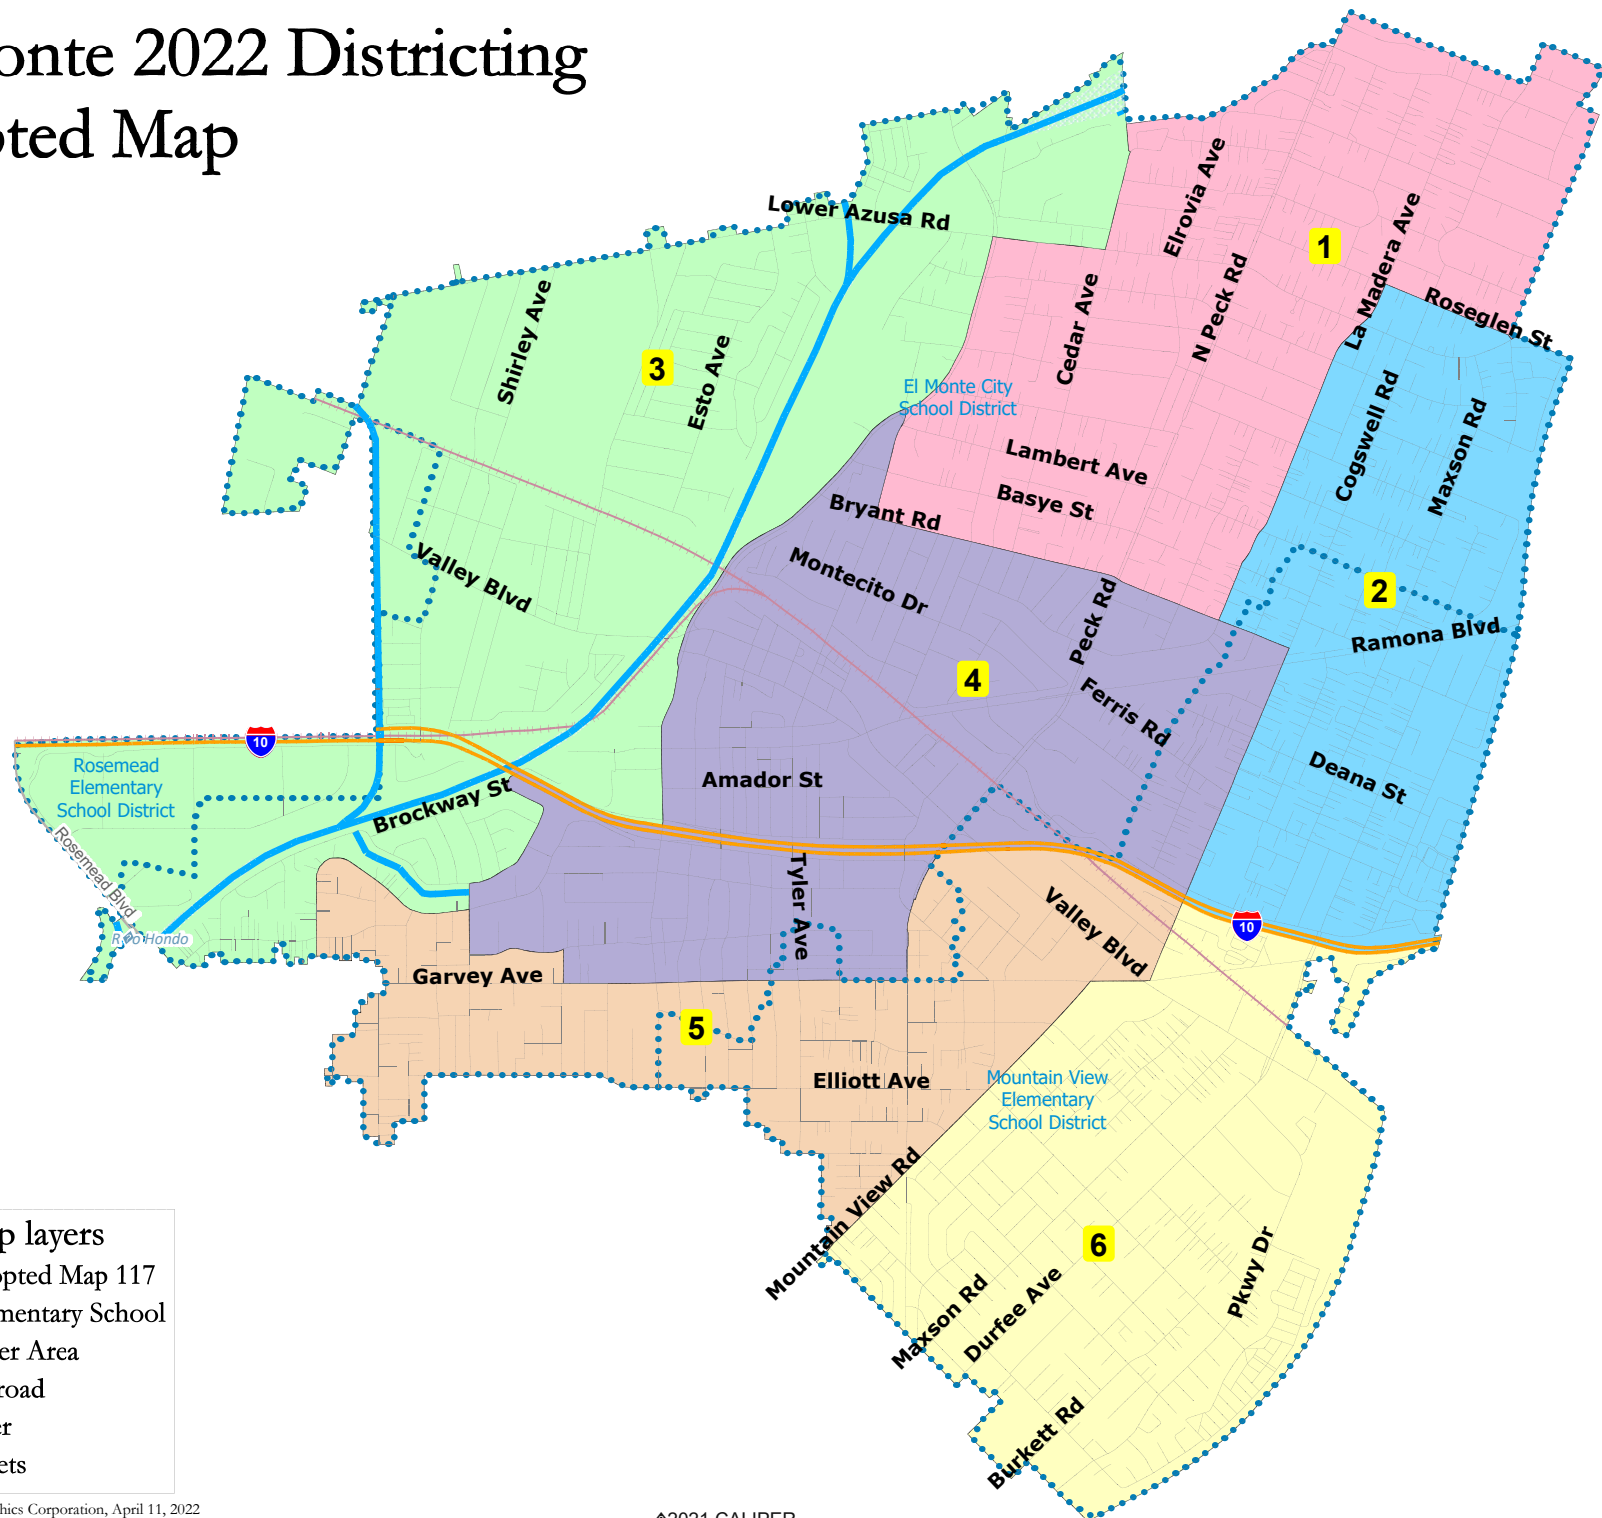 onte 2022 Districting
pted Map
Lower Azusa Rd
Elrovia Ave
1
La Madera Ave
N Peck Rd
Cedar Ave
Roseglen St
Shirley Ave
3
Esto Ave
El Monte City
School District
Cogswell Rd
Maxson Rd
Lambert Ave
Basye St
Bryant Rd
Montecito Dr
Valley Blvd
2
Peck Rd
Ramona Blvd
4
Ferris Rd
10
Rosemead
Elementary
School District
Amador St
Deana St
Brockway St
Rosemead Blvd
Tyler Ave
Valley Blvd
10
Garvey Ave
5
Elliott Ave
Mountain View
Elementary
School District
Mountain View Rd
6
Pkwy Dr
Maxson Rd
Durfee Ave
Burkett Rd
p layers
opted Map 117
mentary School
er Area
road
er
ets
hics Corporation, April 11, 2022
2021 CALIPER